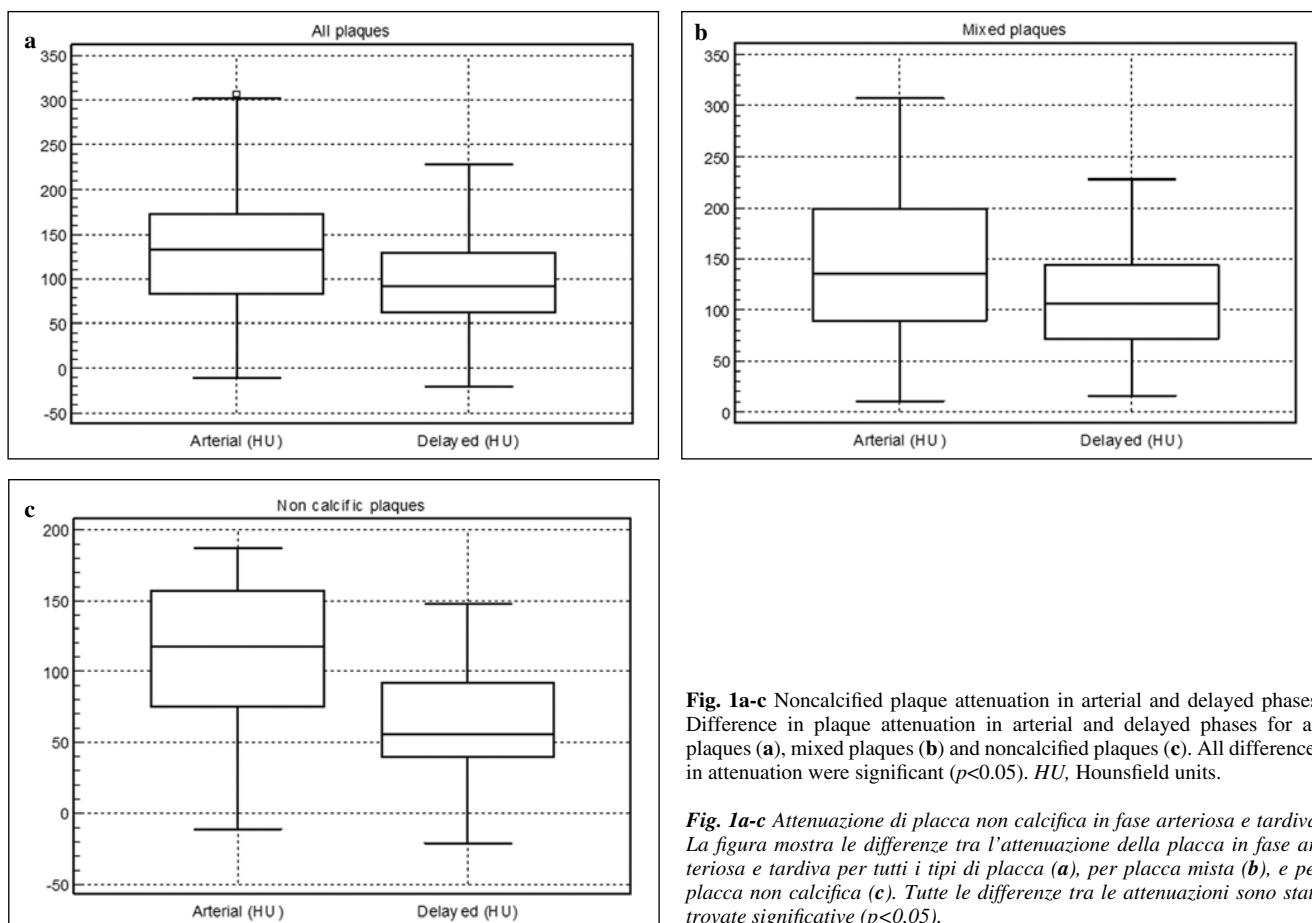 a
All plaques
350
300
250
200
150
100
50
0
-50
Arterial (HU) Delayed (HU)
b
Mixed plaques
350
300
250
200
150
100
50
0
Arterial (HU) Delayed (HU)
c
Non calcific plaques
200
150
100
50
0
-50
Arterial (HU) Delayed (HU)
Fig. 1a-c Noncalcified plaque attenuation in arterial and delayed phases
Difference in plaque attenuation in arterial and delayed phases for a
plaques (a), mixed plaques (b) and noncalcified plaques (c). All difference
in attenuation were significant (p<0.05). HU, Hounsfield units.
Fig. 1a-c Attenuazione di placca non calcifica in fase arteriosa e tardiva
La figura mostra le differenze tra l'attenuazione della placca in fase ar
teriosa e tardiva per tutti i tipi di placca (a), per placca mista (b), e pe
placca non calcifica (c). Tutte le differenze tra le attenuazioni sono stat
trovate significative (p<0,05).